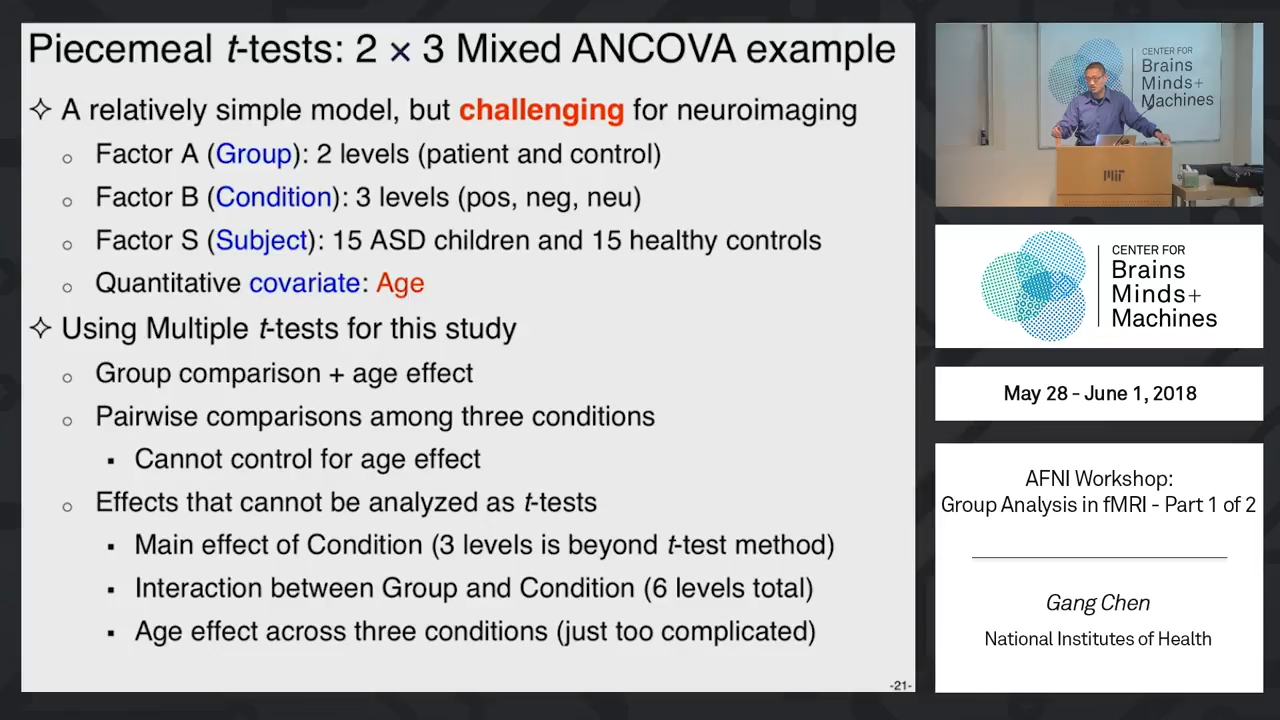 Piecemeal t-tests: 2 × 3 Mixed ANCOVA example
✧ A relatively simple model, but challenging for neuroimaging
○ Factor A (Group): 2 levels (patient and control)
○ Factor B (Condition): 3 levels (pos, neg, neu)
○ Factor S (Subject): 15 ASD children and 15 healthy controls
○ Quantitative covariate: Age
✧ Using Multiple t-tests for this study
○ Group comparison + age effect
○ Pairwise comparisons among three conditions
▪ Cannot control for age effect
○ Effects that cannot be analyzed as t-tests
▪ Main effect of Condition (3 levels is beyond t-test method)
▪ Interaction between Group and Condition (6 levels total)
▪ Age effect across three conditions (just too complicated)
-21-
CENTER FOR
Brains
Minds+
Machines
MIT
CENTER FOR
Brains
Minds+
Machines
May 28 - June 1, 2018
AFNI Workshop:
Group Analysis in fMRI - Part 1 of 2
Gang Chen
National Institutes of Health